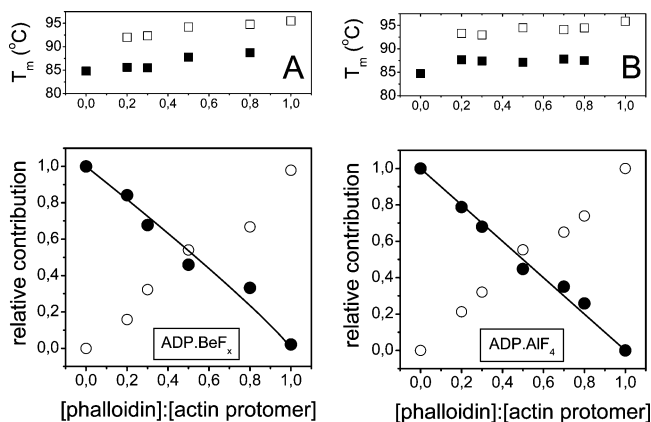 T_m (°C)
95
90
85
80
0,0 0,2 0,4 0,6 0,8 1,0
A
relative contribution
1,0
0,8
0,6
0,4
0,2
0,0
ADP.BeF_x
0,0 0,2 0,4 0,6 0,8 1,0
[phalloidin]:[actin protomer]
T_m (°C)
95
90
85
80
0,0 0,2 0,4 0,6 0,8 1,0
B
relative contribution
1,0
0,8
0,6
0,4
0,2
0,0
ADP.AlF_4
0,0 0,2 0,4 0,6 0,8 1,0
[phalloidin]:[actin protomer]